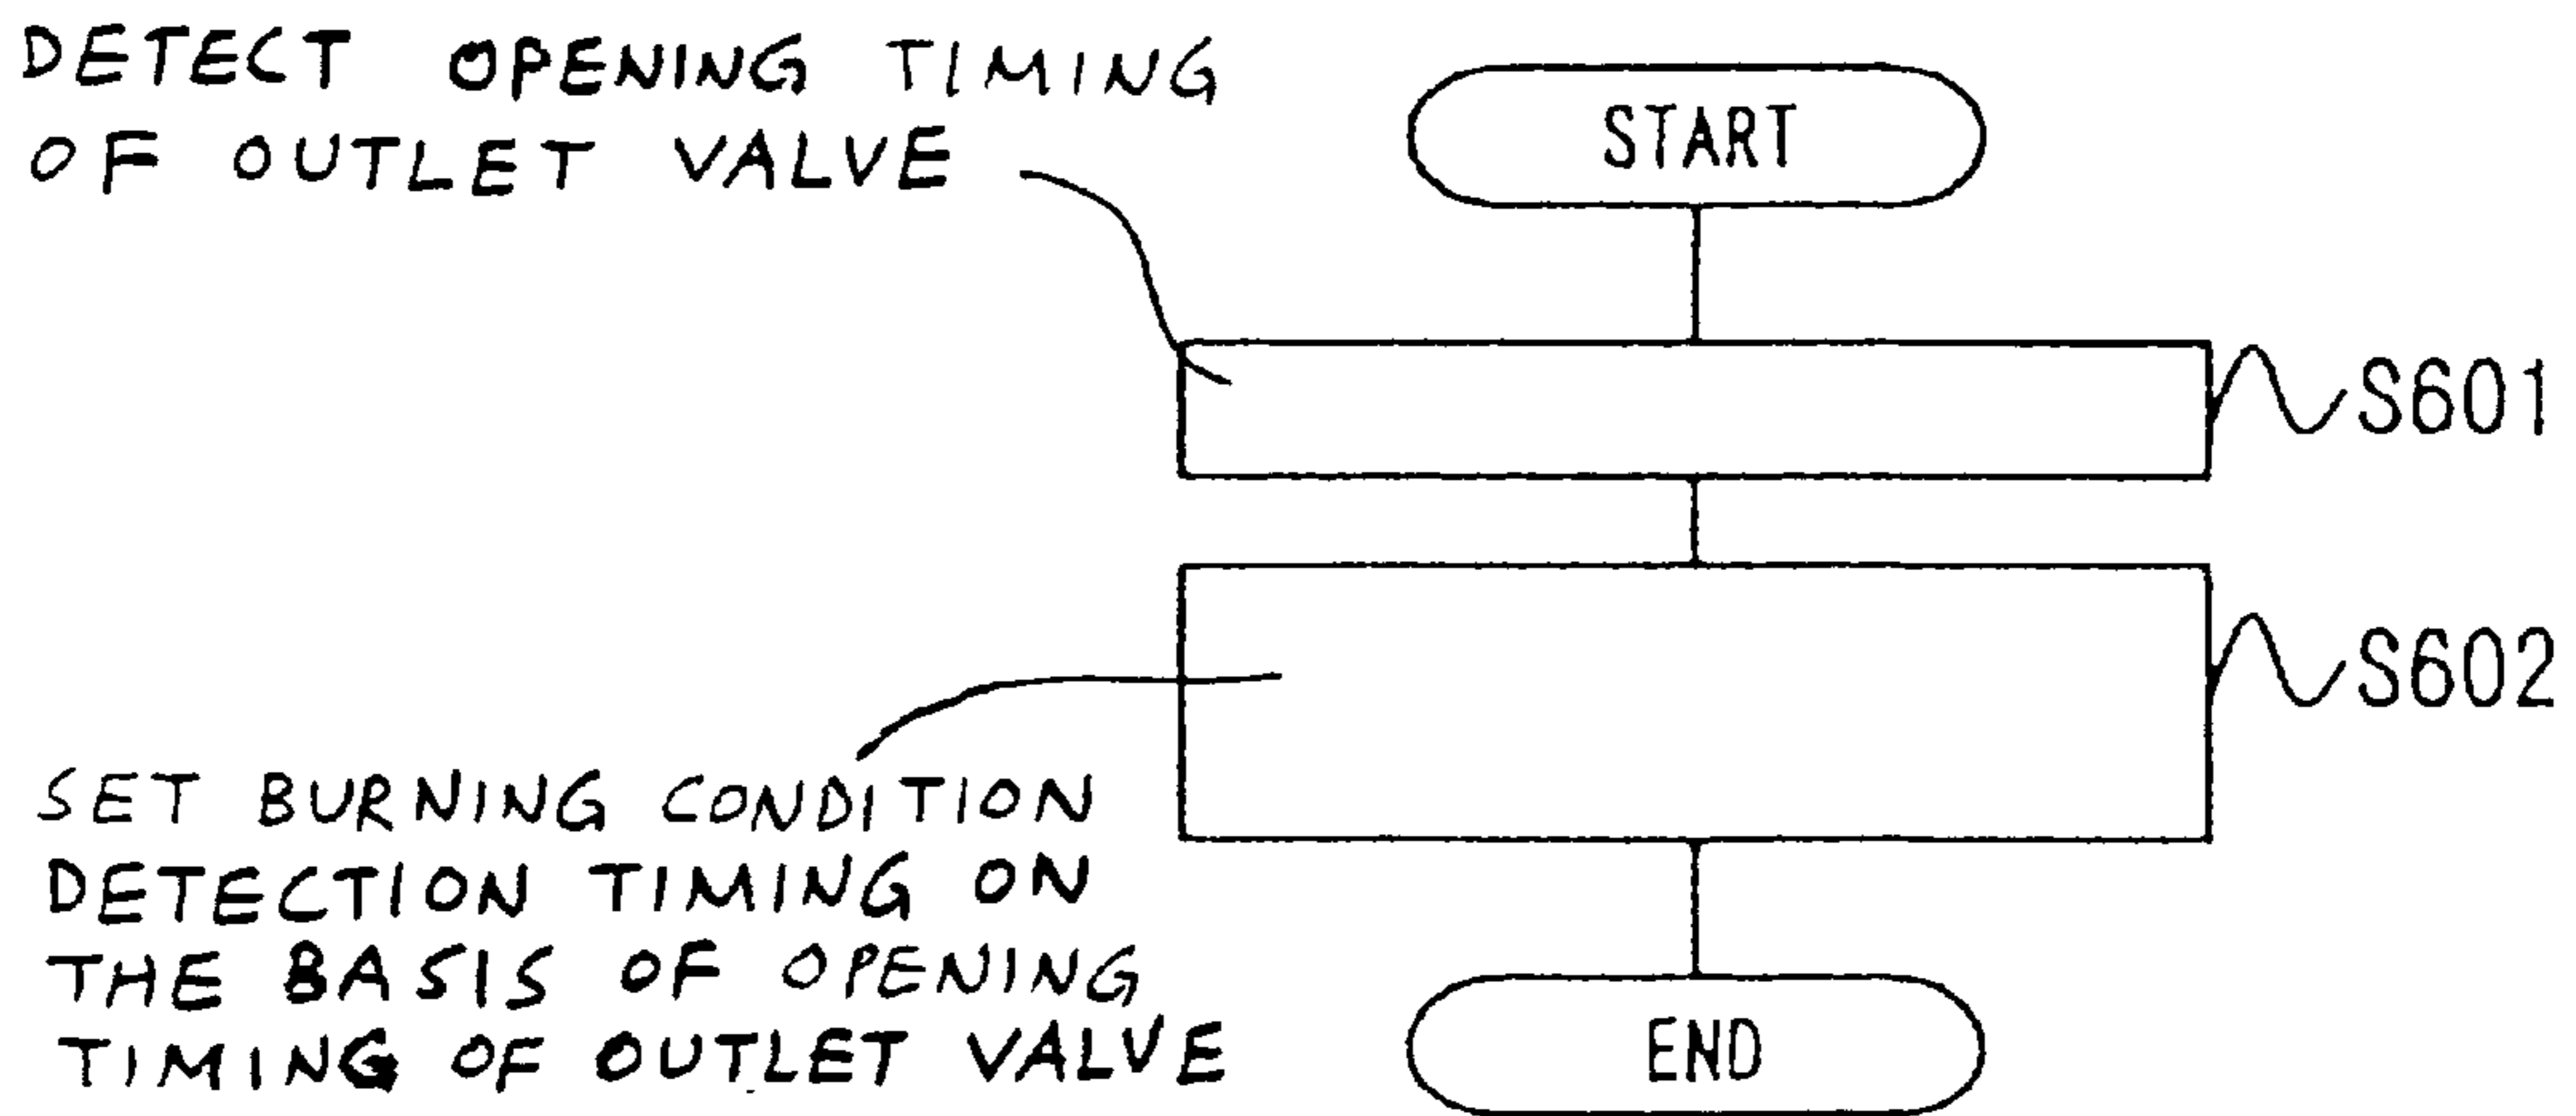 DETECT OPENING TIMING
OF OUTLET VALVE
START
S601
S602
SET BURNING CONDITION
DETECTION TIMING ON
THE BASIS OF OPENING
TIMING OF OUTLET VALVE
END